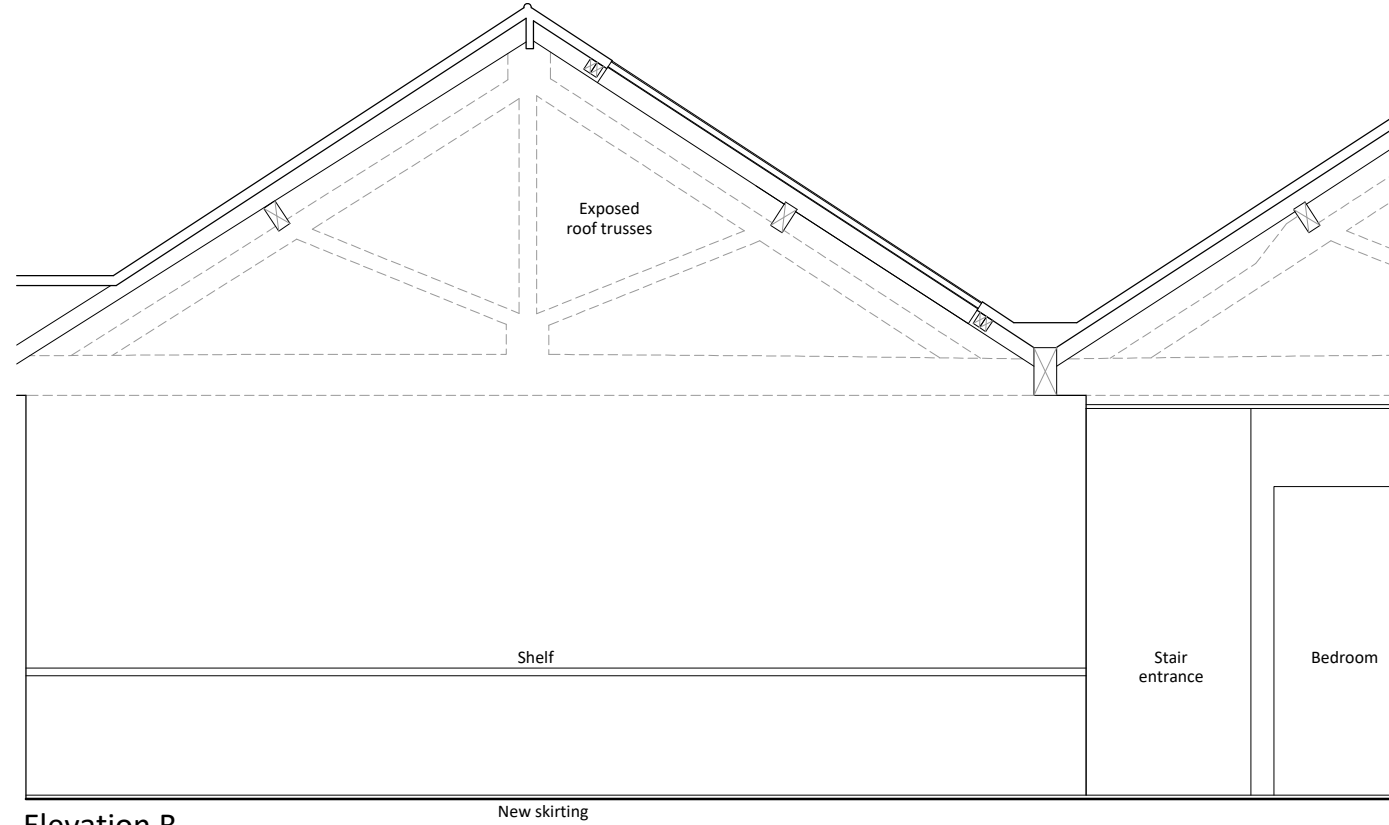 Exposed
roof trusses
Shelf
Stair
entrance
Bedroom
New skirting
Elevation B